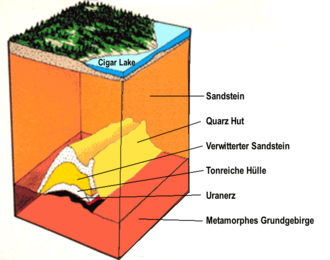 Cigar Lake
Sandstein
Quarz Hut
Verwitterter Sandstein
Tonreiche Hülle
Uranerz
Metamorphes Grundgebirge